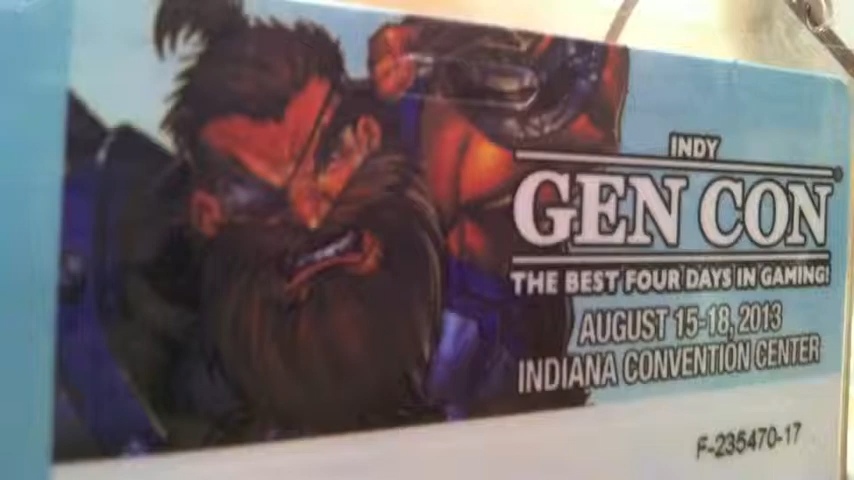 INDY
GEN CON
THE BEST FOUR DAYS IN GAMING!
AUGUST 15-18, 2013
INDIANA CONVENTION CENTER
F-235470-17